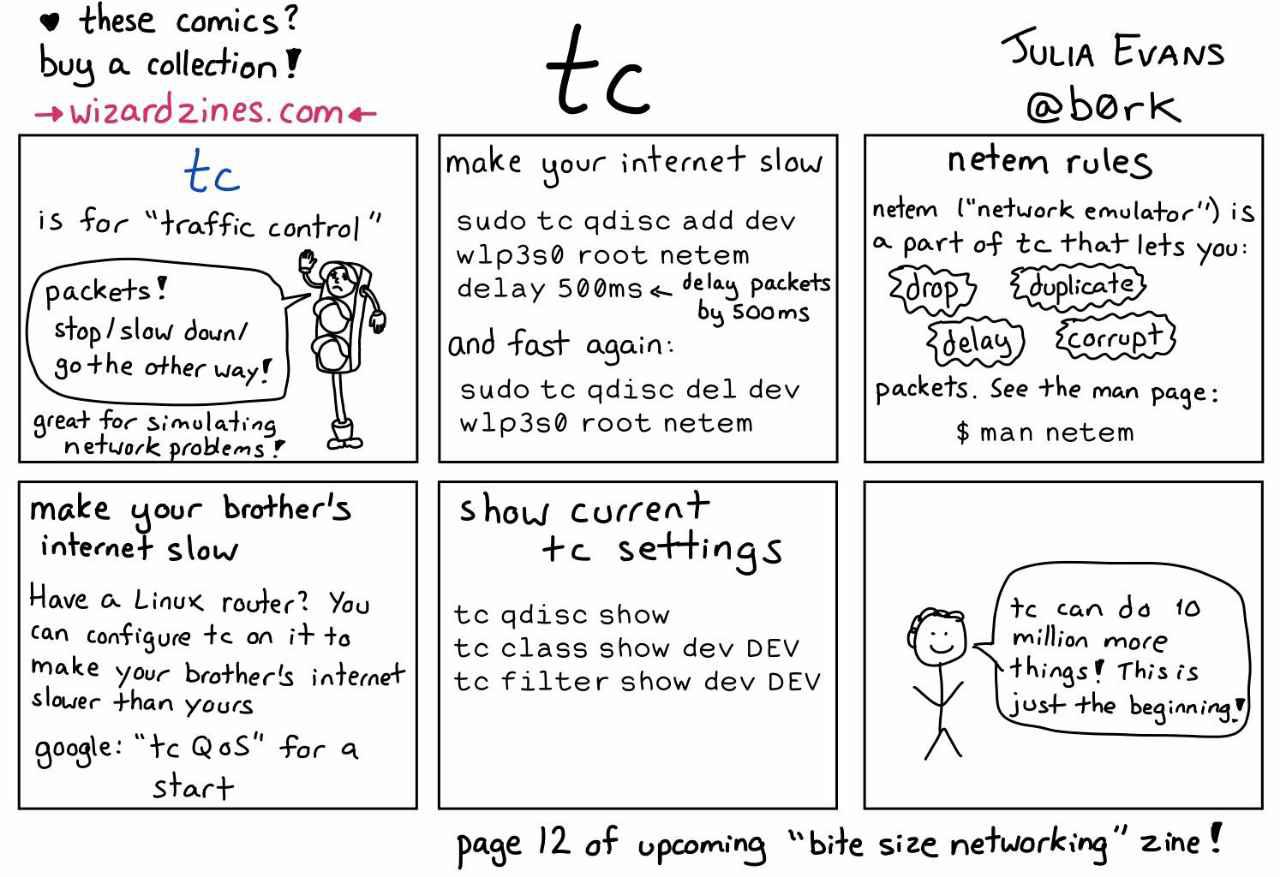 ♥ these comics?
buy a collection!
→wizardzines.com←
tc
JULIA EVANS
@b0rk
tc
is for "traffic control"
packets!
stop/slow down/
go the other way!
great for simulating
network problems!
make your internet slow
sudo tc qdisc add dev
wlp3s0 root netem
delay 500ms ← delay packets
by 500ms
and fast again:
sudo tc qdisc del dev
wlp3s0 root netem
netem rules
netem ("network emulator") is
a part of tc that lets you:
drop duplicate
delay corrupt
packets. See the man page:
$ man netem
make your brother's
internet slow
Have a Linux router? You
can configure tc on it to
make your brother's internet
slower than yours
google: "tc QoS" for a
start
show current
tc settings
tc qdisc show
tc class show dev DEV
tc filter show dev DEV
tc can do 10
million more
things! This is
just the beginning!
page 12 of upcoming "bite size networking" zine!